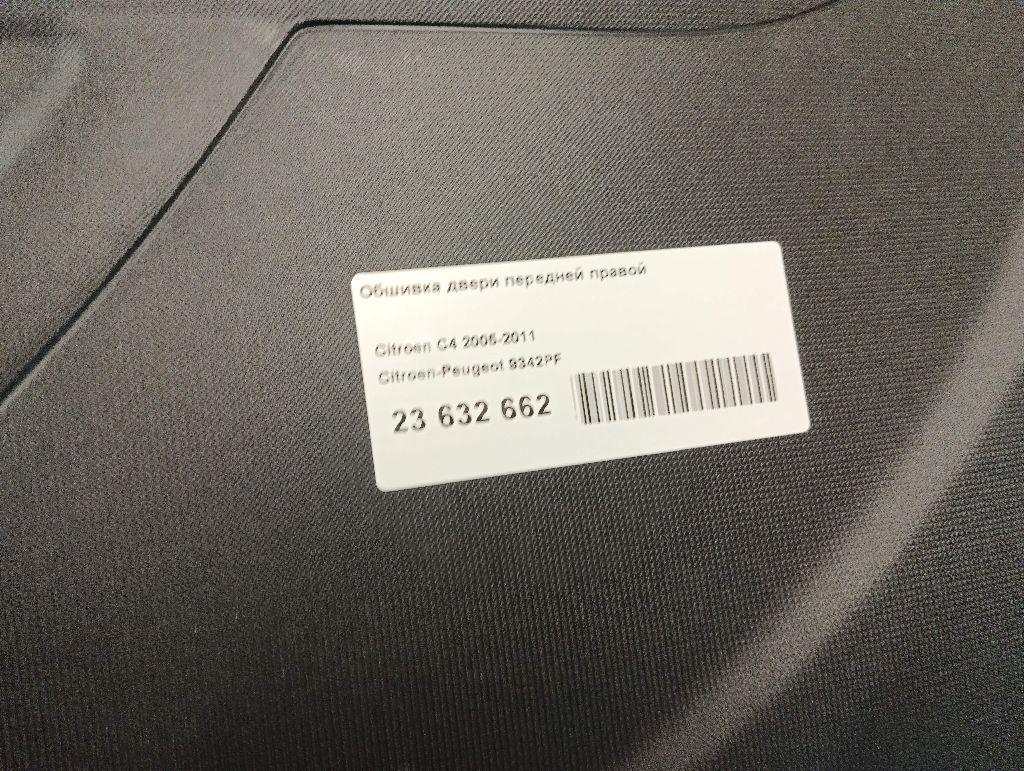 Обшивка двери передней правой
Citroen C4 2005-2011
Citroen-Peugeot 9342PF
23 632 662